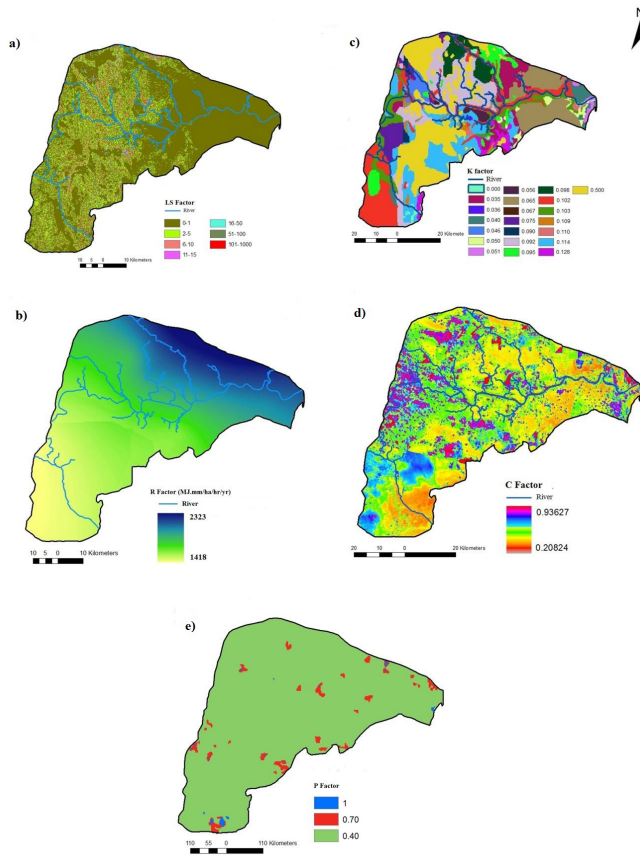 N
a)
LS Factor
River
0-1
2-5
6-10
11-15
16-50
51-100
101-1000
10 5 0 10 Kilometers
c)
K factor
River
0.000
0.035
0.036
0.040
0.046
0.050
0.051
0.056
0.066
0.067
0.075
0.090
0.092
0.095
0.098
0.102
0.103
0.109
0.110
0.114
0.128
0.500
20 10 0 20 Kilometers
b)
R Factor (MJ.mm/ha/hr/yr)
River
2323
1418
10 5 0 10 Kilometers
d)
C Factor
River
0.93627
0.20824
20 10 0 20 Kilometers
e)
P Factor
1
0.70
0.40
110 55 0 110 Kilometers